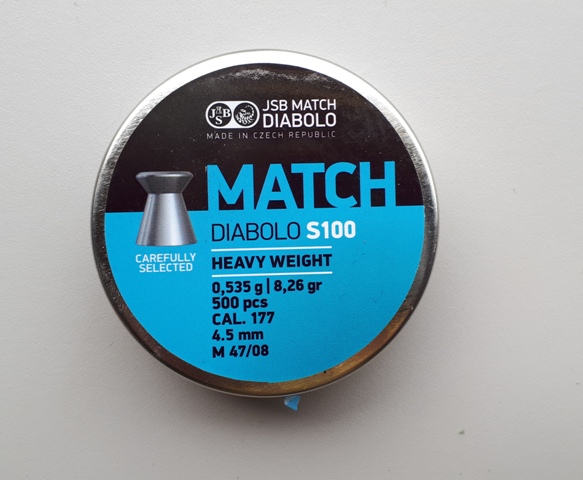 JSB
JSB MATCH
DIABOLO
MADE IN CZECH REPUBLIC
MATCH
DIABOLO S100
CAREFULLY
SELECTED
HEAVY WEIGHT
0,535 g | 8,26 gr
500 pcs
CAL. 177
4.5 mm
M 47/08